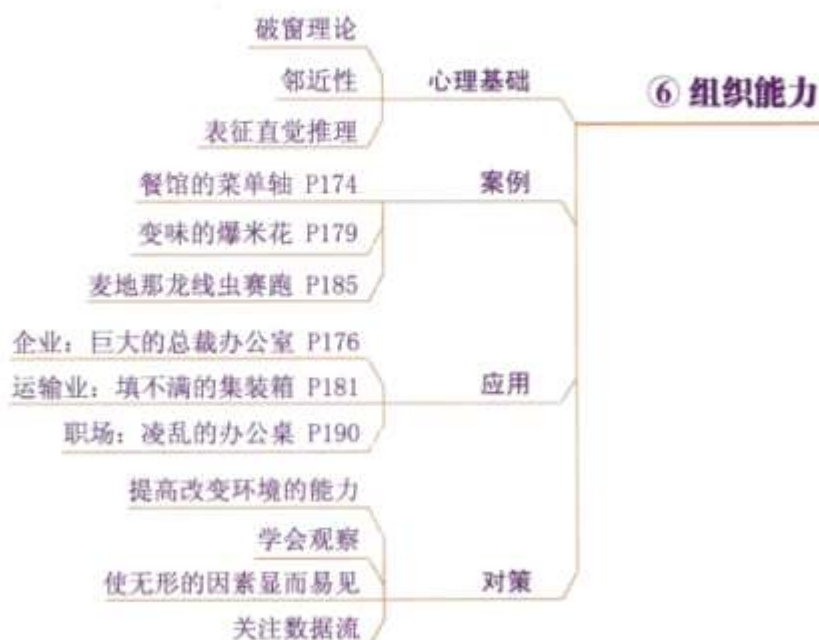 ⑥ 组织能力
心理基础
破窗理论
邻近性
表征直觉推理
案例
餐馆的菜单轴 P174
变味的爆米花 P179
麦地那龙线虫赛跑 P185
应用
企业：巨大的总裁办公室 P176
运输业：填不满的集装箱 P181
职场：凌乱的办公桌 P190
对策
提高改变环境的能力
学会观察
使无形的因素显而易见
关注数据流